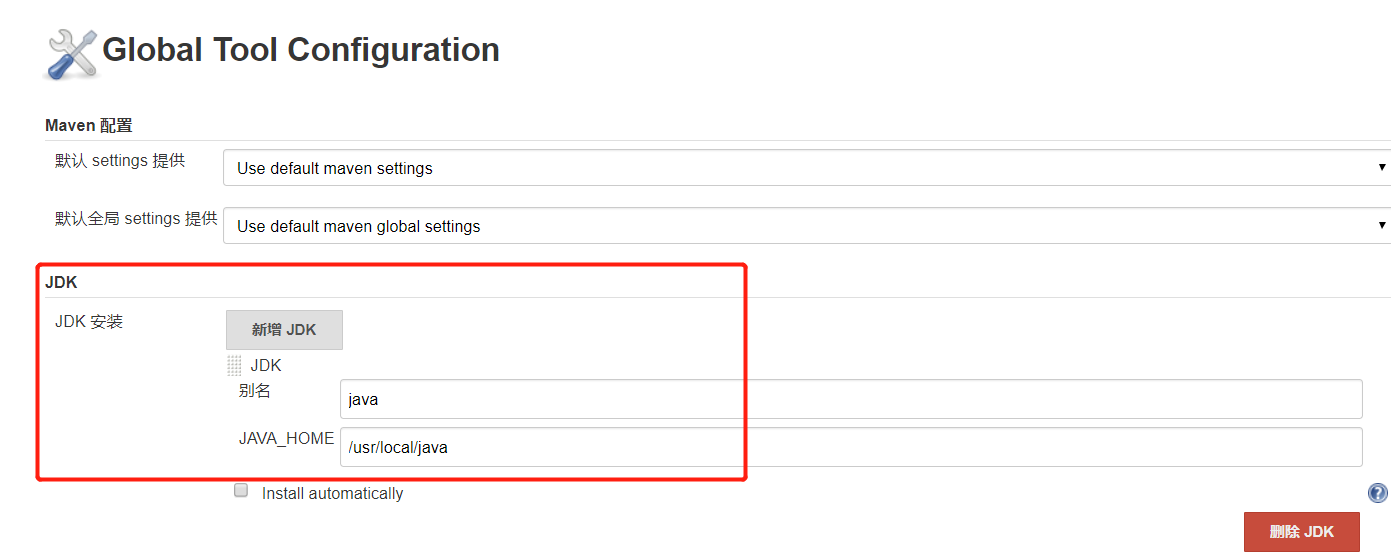 Global Tool Configuration
Maven 配置
默认 settings 提供
Use default maven settings
默认全局 settings 提供
Use default maven global settings
JDK
JDK 安装
新增 JDK
JDK
别名
java
JAVA_HOME
/usr/local/java
Install automatically
?
删除 JDK